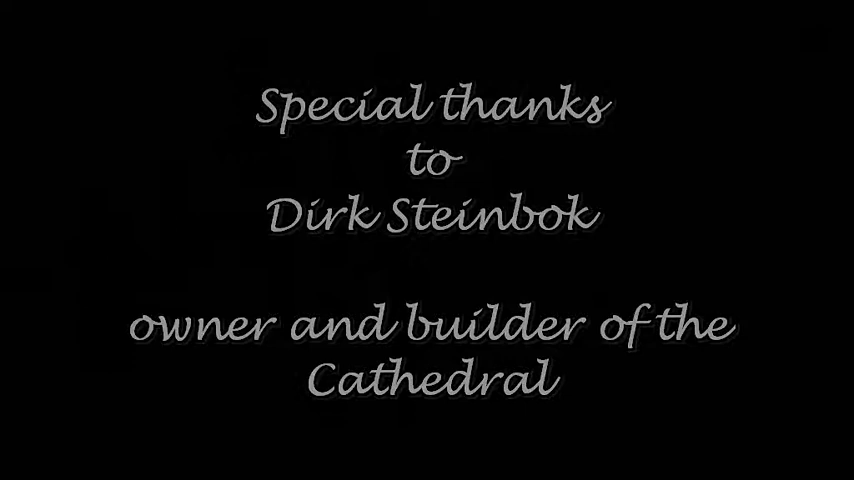 Special thanks
to
Dirk Steinbok
owner and builder of the
Cathedral